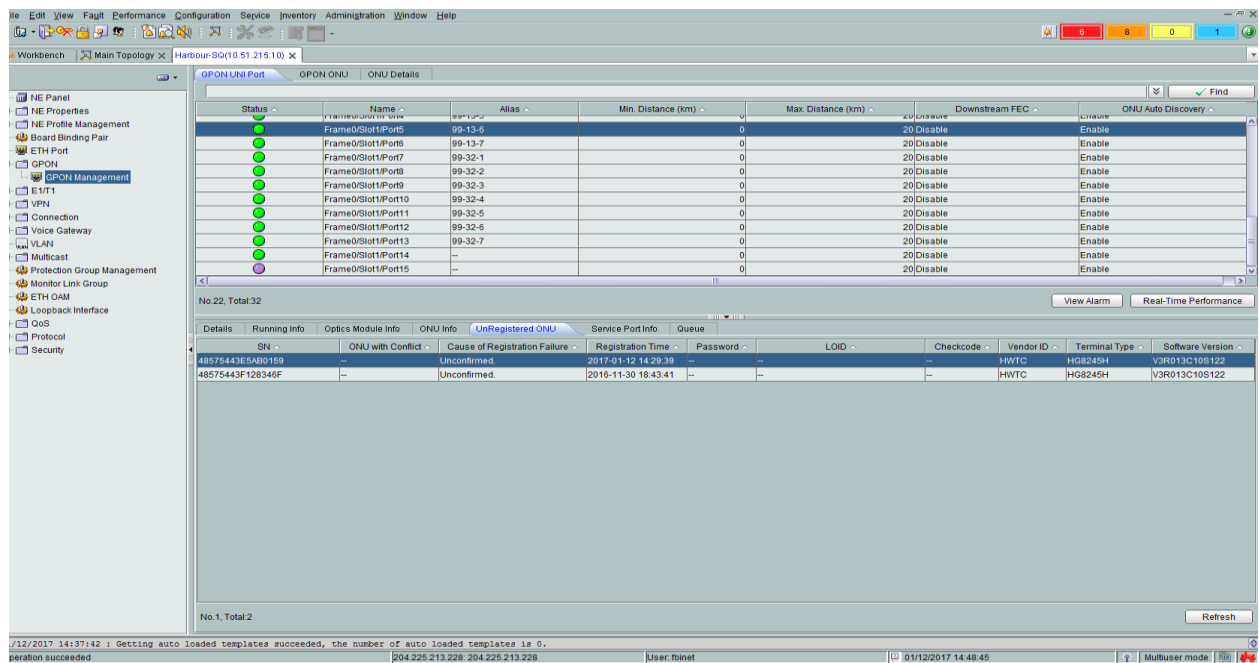 ile Edit View Fault Performance Configuration Service Inventory Administration Window Help
6 8 0 1
Workbench Main Topology Harbour-SQ(10.51.215.10)
NE Panel
NE Properties
NE Profile Management
Board Binding Pair
ETH Port
GPON
GPON Management
E1/T1
VPN
Connection
Voice Gateway
VLAN
Multicast
Protection Group Management
Monitor Link Group
ETH OAM
Loopback Interface
QoS
Protocol
Security
GPON UNI Port GPON ONU ONU Details
Find
Status Name Alias Min. Distance (km) Max. Distance (km) Downstream FEC ONU Auto Discovery
Frame0/Slot1/Port5 99-13-6 0 20 Disable Enable
Frame0/Slot1/Port6 99-13-7 0 20 Disable Enable
Frame0/Slot1/Port7 99-32-1 0 20 Disable Enable
Frame0/Slot1/Port8 99-32-2 0 20 Disable Enable
Frame0/Slot1/Port9 99-32-3 0 20 Disable Enable
Frame0/Slot1/Port10 99-32-4 0 20 Disable Enable
Frame0/Slot1/Port11 99-32-5 0 20 Disable Enable
Frame0/Slot1/Port12 99-32-6 0 20 Disable Enable
Frame0/Slot1/Port13 99-32-7 0 20 Disable Enable
Frame0/Slot1/Port14 -- 0 20 Disable Enable
Frame0/Slot1/Port15 -- 0 20 Disable Enable
No.22, Total:32 View Alarm Real-Time Performance
Details Running Info Optics Module Info ONU Info UnRegistered ONU Service Port Info Queue
SN ONU with Conflict Cause of Registration Failure Registration Time Password LOID Checkcode Vendor ID Terminal Type Software Version
48575443E5AB0159 -- Unconfirmed. 2017-01-12 14:29:39 -- -- -- HWTC HG8245H V3R013C10S122
48575443F128346F -- Unconfirmed. 2016-11-30 18:43:41 -- -- -- HWTC HG8245H V3R013C10S122
No.1, Total:2 Refresh
/12/2017 14:37:42 : Getting auto loaded templates succeeded, the number of auto loaded templates is 0.
peration succeeded 204.225.213.228: 204.225.213.228 User: fbinet 01/12/2017 14:48:45 Multiuser mode